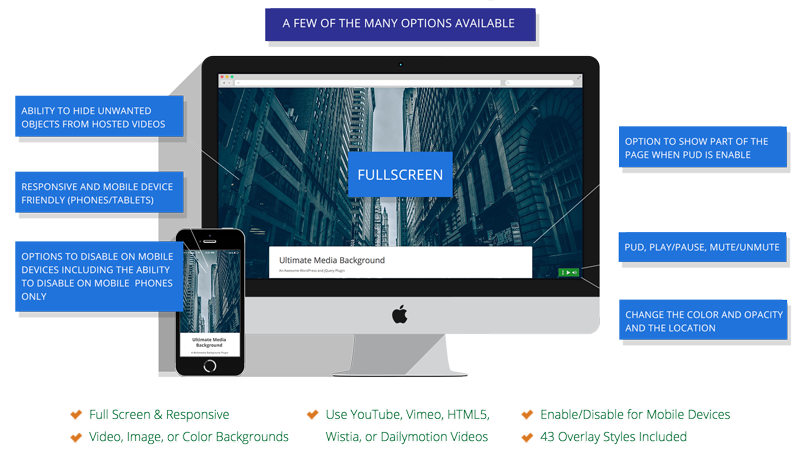 A FEW OF THE MANY OPTIONS AVAILABLE
ABILITY TO HIDE UNWANTED
OBJECTS FROM HOSTED VIDEOS
RESPONSIVE AND MOBILE DEVICE
FRIENDLY (PHONES/TABLETS)
OPTIONS TO DISABLE ON MOBILE
DEVICES INCLUDING THE ABILITY
TO DISABLE ON MOBILE PHONES
ONLY
FULLSCREEN
Ultimate Media Background
An Awesome WordPress and jQuery Plugin
Ultimate Media
Background
OPTION TO SHOW PART OF THE
PAGE WHEN PUD IS ENABLE
PUD, PLAY/PAUSE, MUTE/UNMUTE
CHANGE THE COLOR AND OPACITY
AND THE LOCATION
Full Screen & Responsive
Video, Image, or Color Backgrounds
Use YouTube, Vimeo, HTML5,
Wistia, or Dailymotion Videos
Enable/Disable for Mobile Devices
43 Overlay Styles Included